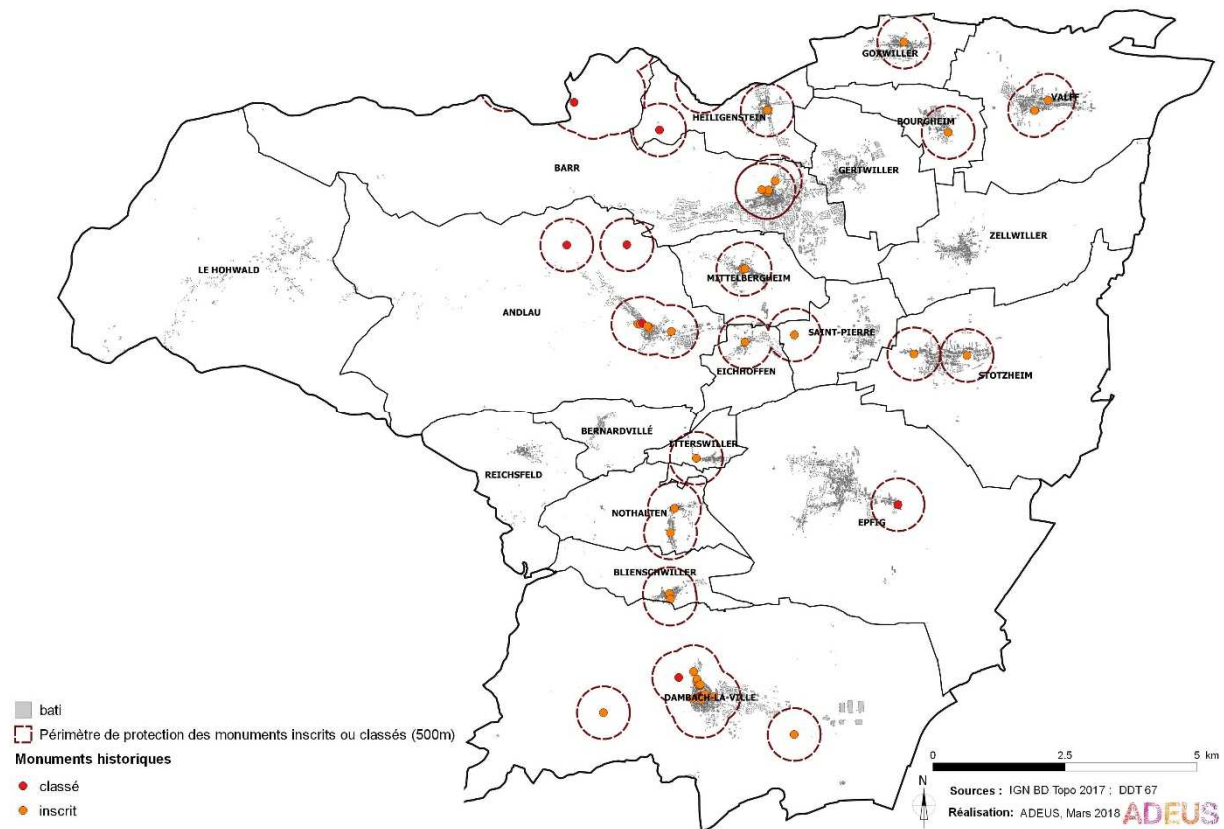 GOXWILLER
VALFF
BOURGHEIM
HEILIGENSTEIN
BARR
GERTWILLER
ZELLWILLER
LE HOHWALD
MITTELBERGHEIM
ANDLAU
SAINT-PIERRE
EICHHOFFEN
STOTZHEIM
BERNARDVILLÉ
ITTERSWILLER
REICHSFELD
NOTHALTEN
EPFIG
BLIENSCHWILLER
DAMBACH-LA-VILLE
bati
Périmètre de protection des monuments inscrits ou classés (500m)
Monuments historiques
classé
inscrit
0 2.5 5 km
N
Sources : IGN BD Topo 2017 ; DDT 67
Réalisation: ADEUS, Mars 2018 ADEUS